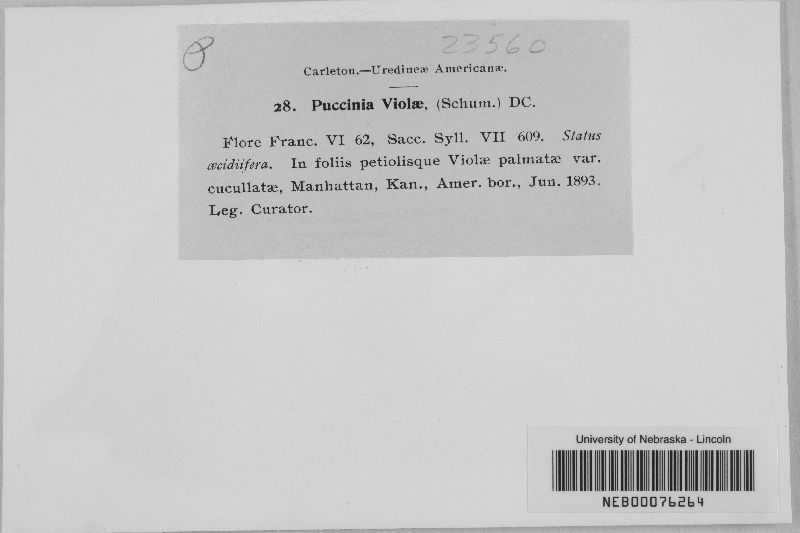 23560
Carleton.—Uredineæ Americanæ.
28. Puccinia Violæ, (Schum.) DC.
Flore Franc. VI 62, Sacc. Syll. VII 609. Status
æcidiifera. In foliis petiolisque Violæ palmatæ var.
cucullatæ, Manhattan, Kan., Amer. bor., Jun. 1893.
Leg. Curator.
University of Nebraska - Lincoln
NEB00076264